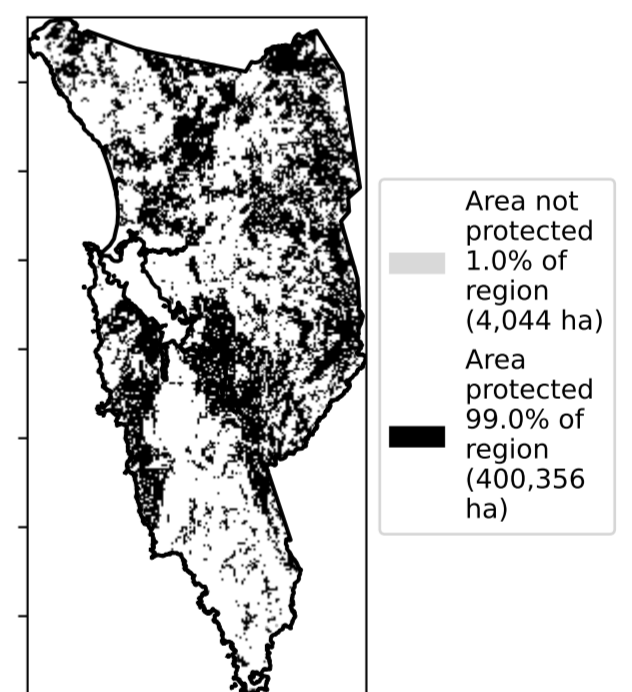 Area not
protected
1.0% of
region
(4,044 ha)
Area
protected
99.0% of
region
(400,356
ha)